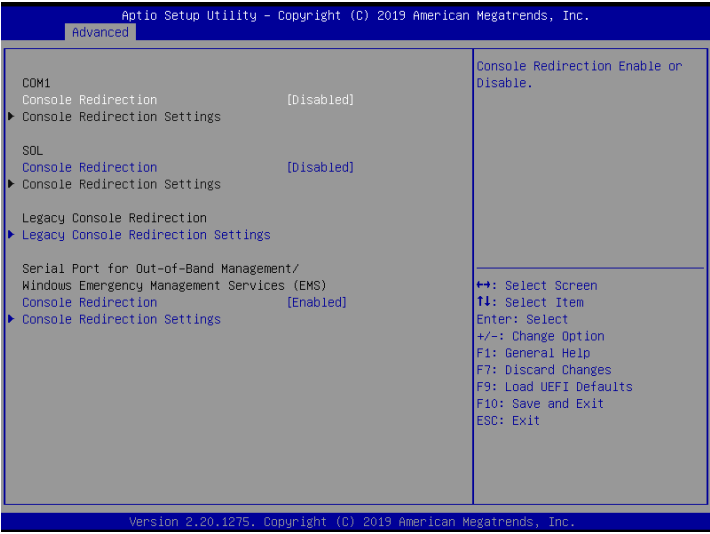 Aptio Setup Utility – Copyright (C) 2019 American Megatrends, Inc.
Advanced
COM1
Console Redirection [Disabled]
Console Redirection Settings
SOL
Console Redirection [Disabled]
Console Redirection Settings
Legacy Console Redirection
Legacy Console Redirection Settings
Serial Port for Out-of-Band Management/
Windows Emergency Management Services (EMS)
Console Redirection [Enabled]
Console Redirection Settings
Console Redirection Enable or
Disable.
↔: Select Screen
↑↓: Select Item
Enter: Select
+/-: Change Option
F1: General Help
F7: Discard Changes
F9: Load UEFI Defaults
F10: Save and Exit
ESC: Exit
Version 2.20.1275. Copyright (C) 2019 American Megatrends, Inc.